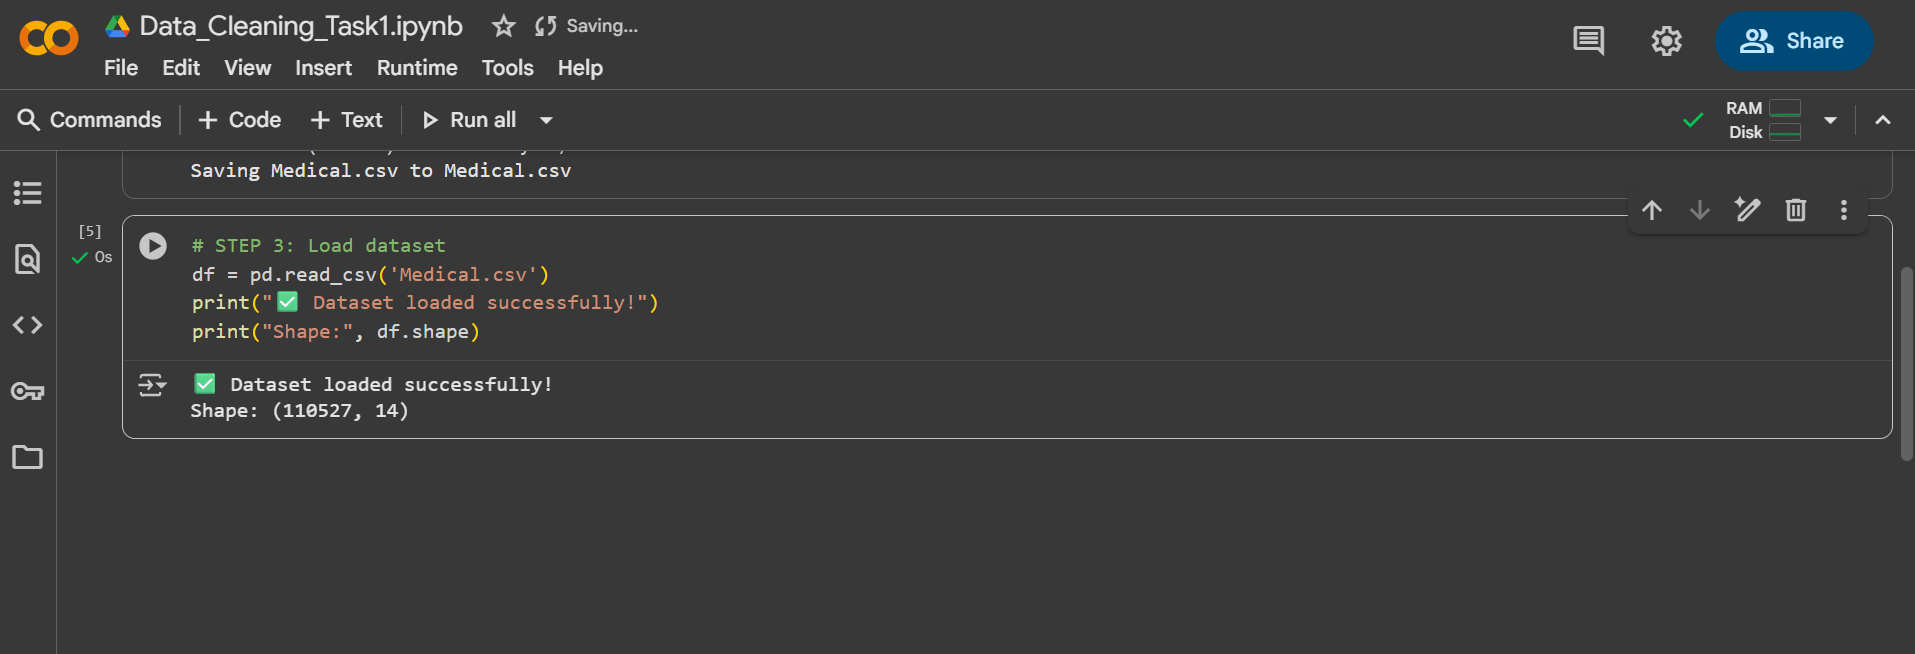 Data_Cleaning_Task1.ipynb Saving...
File Edit View Insert Runtime Tools Help
Share
Commands + Code + Text Run all
RAM
Disk
Saving Medical.csv to Medical.csv
[5]
0s
# STEP 3: Load dataset
df = pd.read_csv('Medical.csv')
print("✅ Dataset loaded successfully!")
print("Shape:", df.shape)
✅ Dataset loaded successfully!
Shape: (110527, 14)